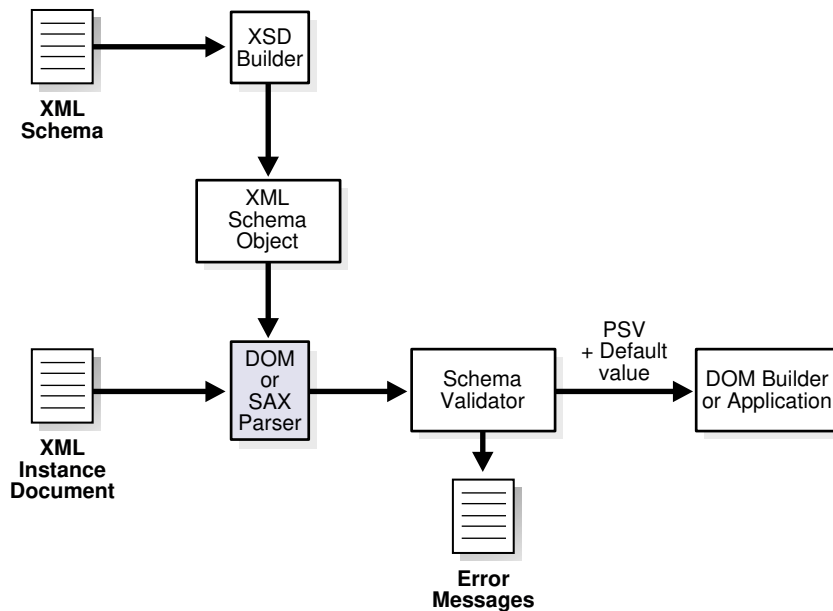 XSD
Builder
XML
Schema
XML
Schema
Object
XML
Instance
Document
DOM
or
SAX
Parser
Schema
Validator
PSV
+ Default
value
DOM Builder
or Application
Error
Messages